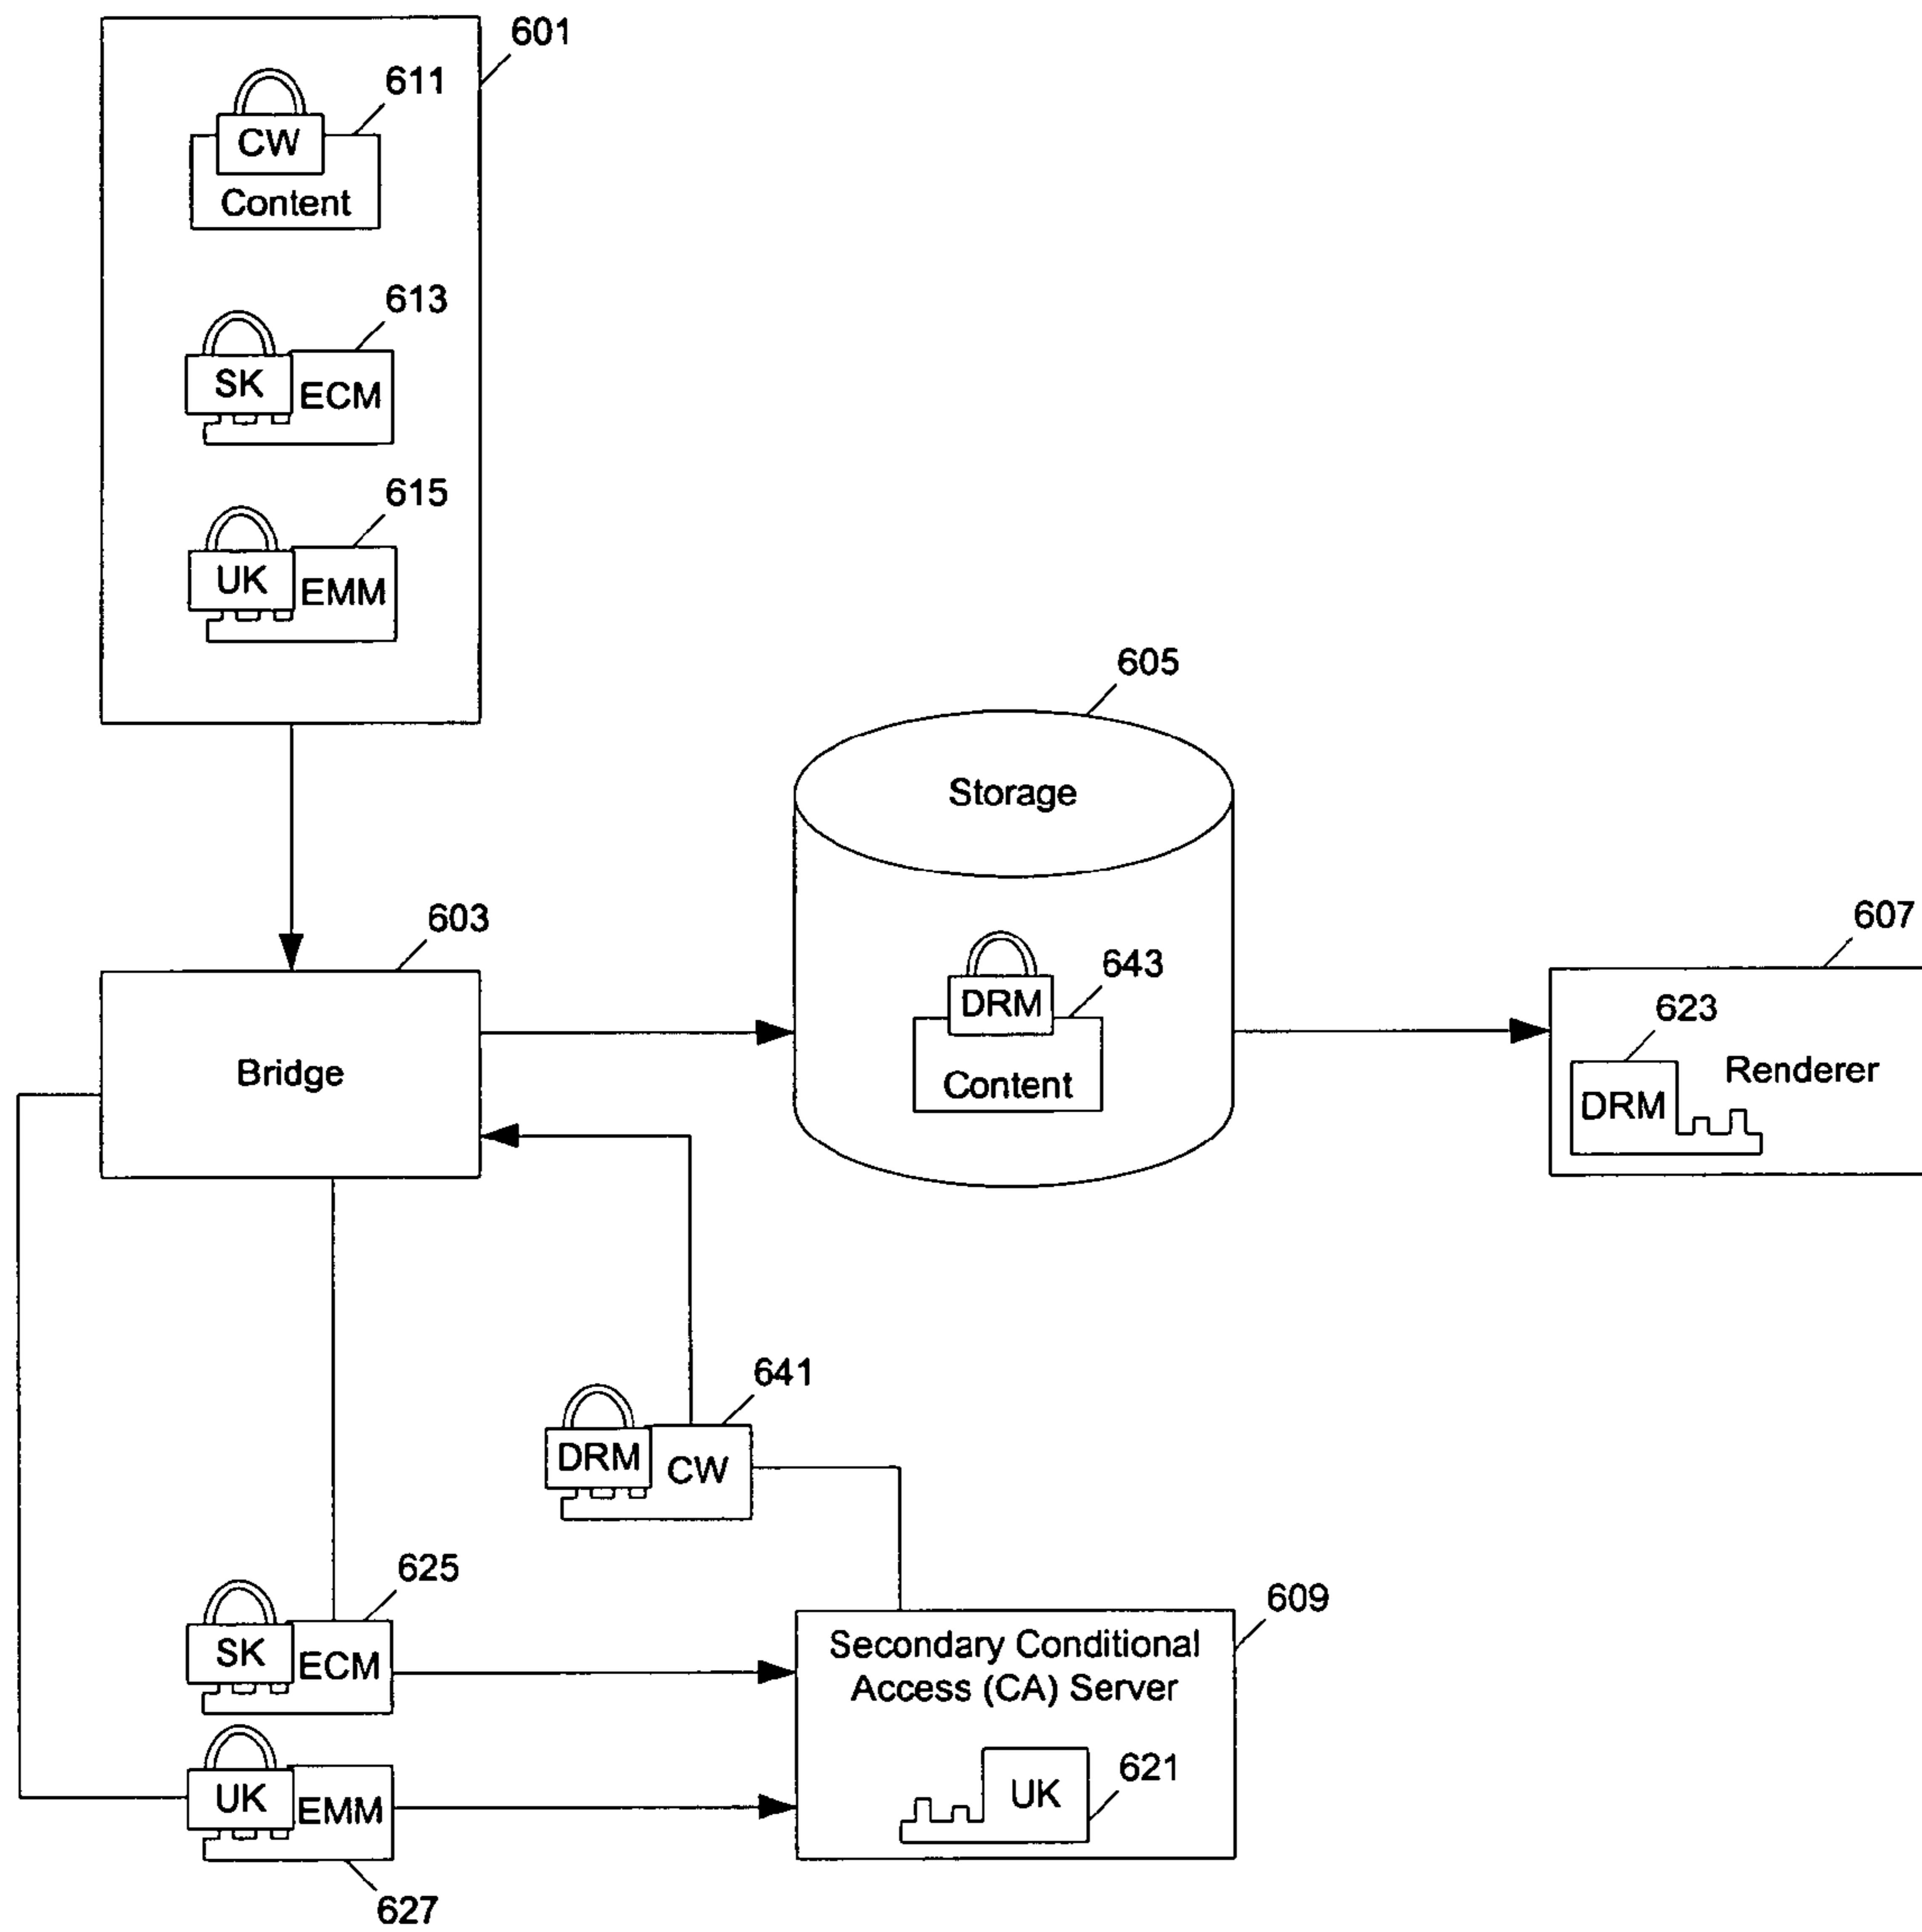 601
611
CW
Content
613
SK
ECM
615
UK
EMM
605
Storage
603
607
643
DRM
623
Content
Bridge
Renderer
DRM
641
DRM
CW
625
609
SK
ECM
Secondary Conditional
Access (CA) Server
621
UK
UK
EMM
627